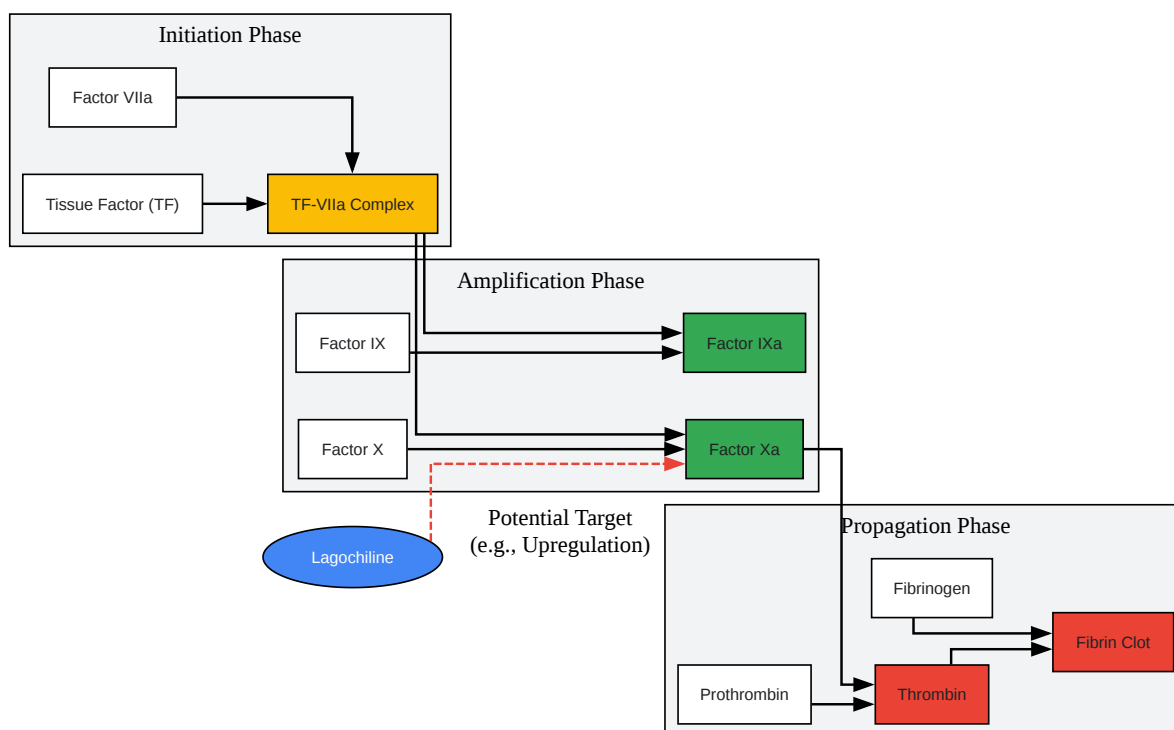 Initiation Phase
Factor VIIa
Tissue Factor (TF)
TF-VIIa Complex
Amplification Phase
Factor IX
Factor IXa
Factor X
Factor Xa
Potential Target
(e.g., Upregulation)
Lagochiline
Propagation Phase
Fibrinogen
Fibrin Clot
Prothrombin
Thrombin